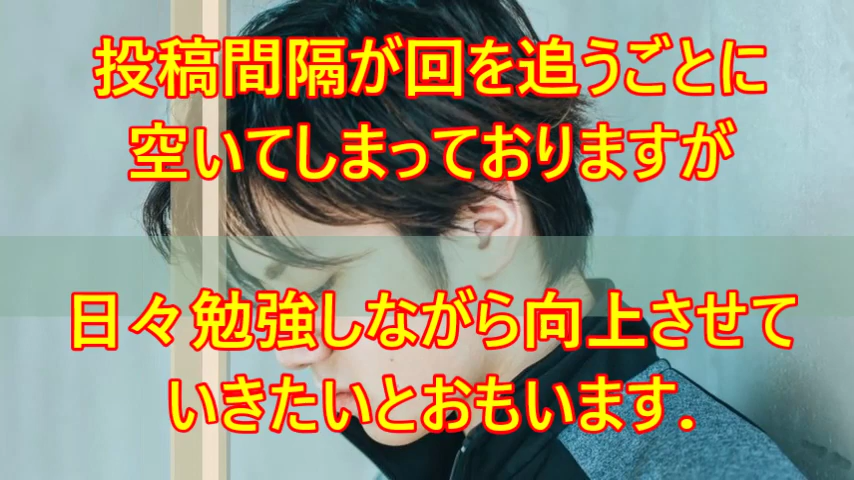 投稿間隔が回を追うごとに
空いてしまっておりますが
日々勉強しながら向上させて
いきたいとおもいます.